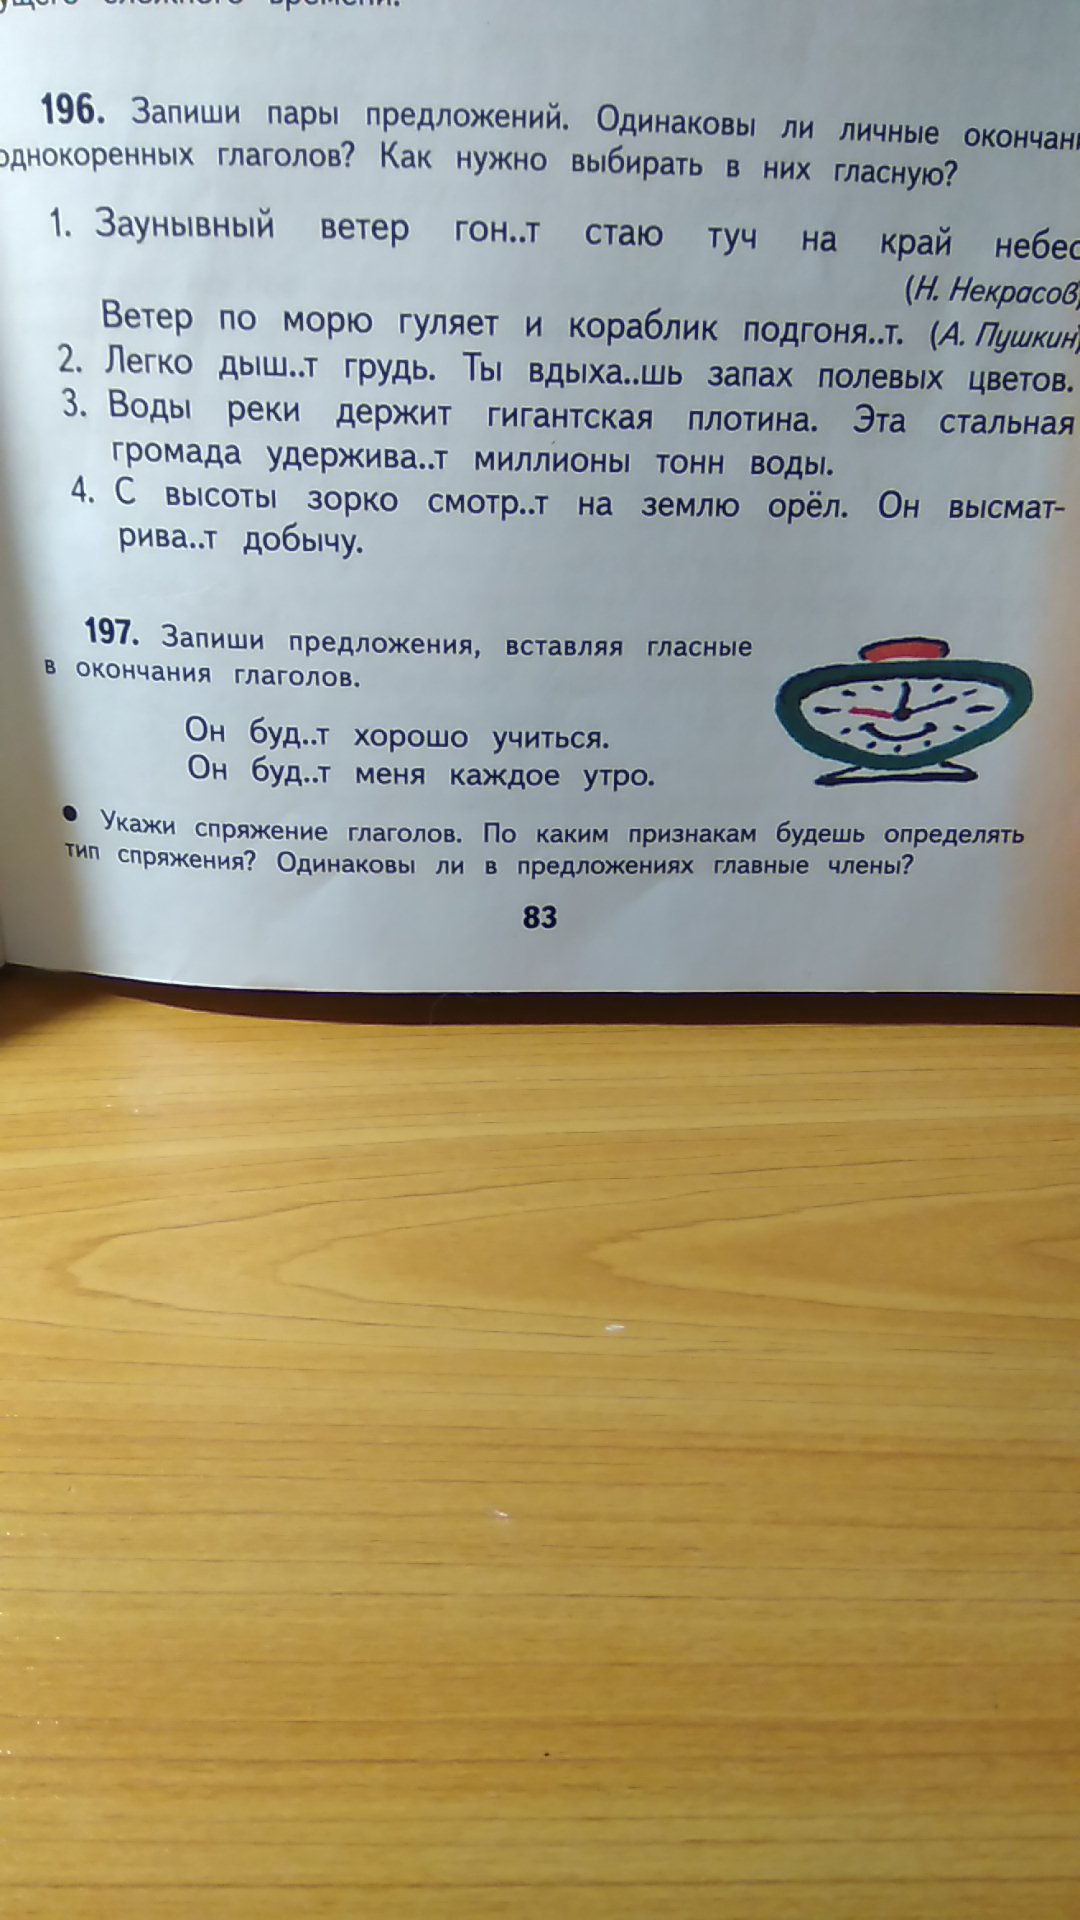 сложного времени.
196. Запиши пары предложений. Одинаковы ли личные окончани
однокоренных глаголов? Как нужно выбирать в них гласную?
1. Заунывный ветер гон..т стаю туч на край небес
(Н. Некрасов)
Ветер по морю гуляет и кораблик подгоня..т. (А. Пушкин)
2. Легко дыш..т грудь. Ты вдыха..шь запах полевых цветов.
3. Воды реки держит гигантская плотина. Эта стальная
громада удержива..т миллионы тонн воды.
4. С высоты зорко смотр..т на землю орёл. Он высмат-
рива..т добычу.
197. Запиши предложения, вставляя гласные
в окончания глаголов.
Он буд..т хорошо учиться.
Он буд..т меня каждое утро.
● Укажи спряжение глаголов. По каким признакам будешь определять
тип спряжения? Одинаковы ли в предложениях главные члены?
83